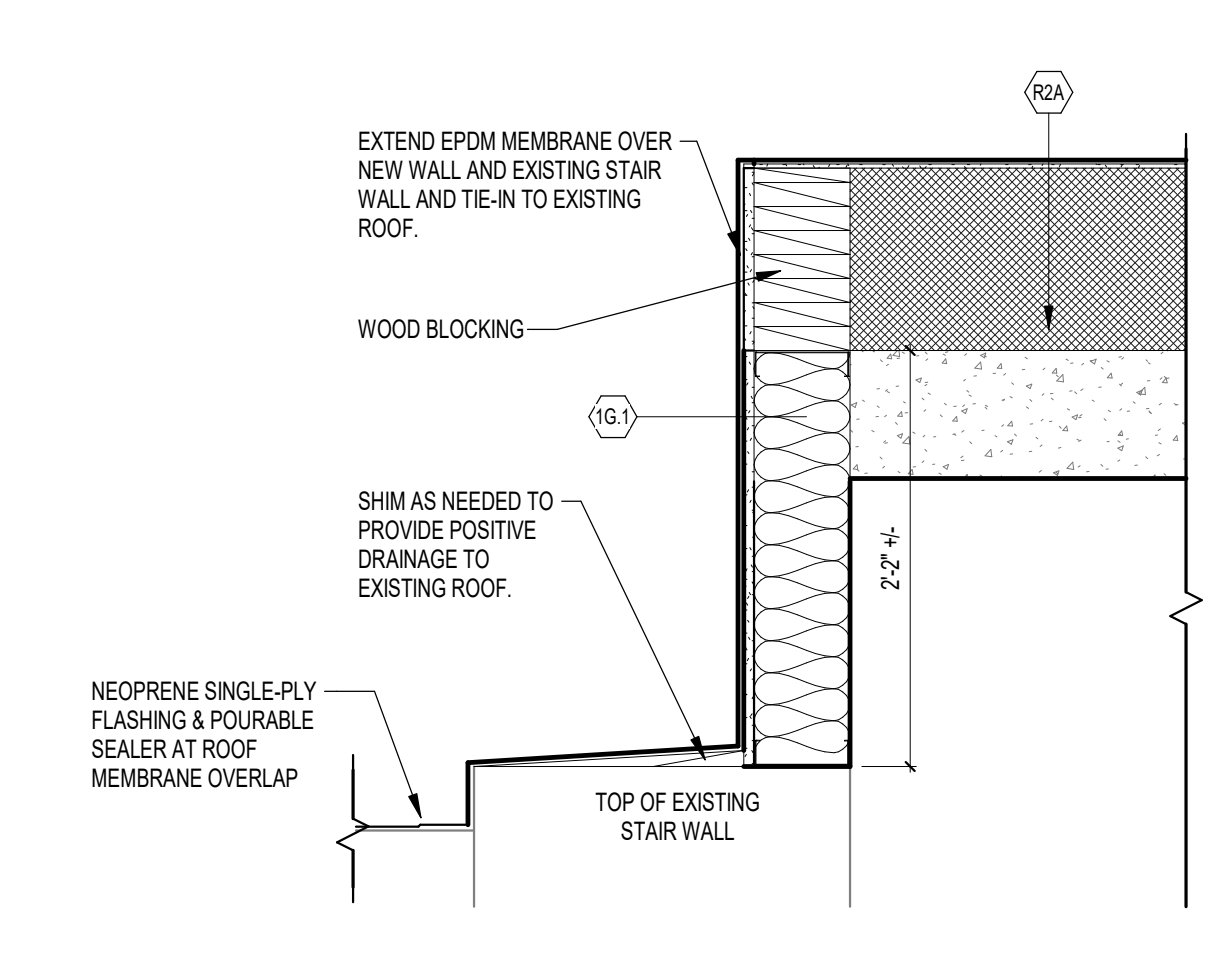 R2A
EXTEND EPDM MEMBRANE OVER
NEW WALL AND EXISTING STAIR
WALL AND TIE-IN TO EXISTING
ROOF.
WOOD BLOCKING
1G.1
SHIM AS NEEDED TO
PROVIDE POSITIVE
DRAINAGE TO
EXISTING ROOF.
2'-2" +/-
NEOPRENE SINGLE-PLY
FLASHING & POURABLE
SEALER AT ROOF
MEMBRANE OVERLAP
TOP OF EXISTING
STAIR WALL